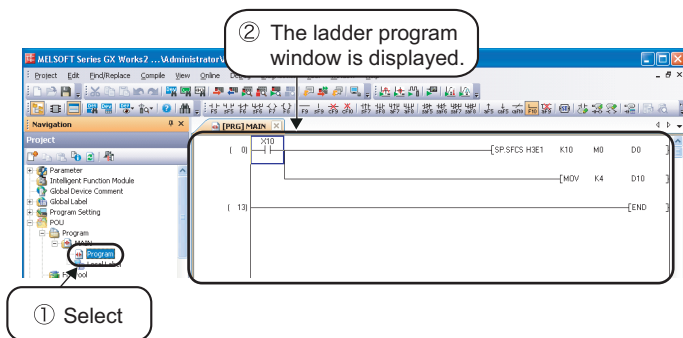 ② The ladder program
window is displayed.
MELSOFT Series GX Works2 ...\Administrator\
Project Edit Find/Replace Compile View Online
[PRG] MAIN
Navigation
Project
Parameter
Intelligent Function Module
Global Device Comment
Global Label
Program Setting
POU
Program
MAIN
Program
Local Label
X10
( 0) [SP.SFCS H3E1 K10 M0 D0 ]
[MOV K4 D10 ]
( 13) [END ]
① Select